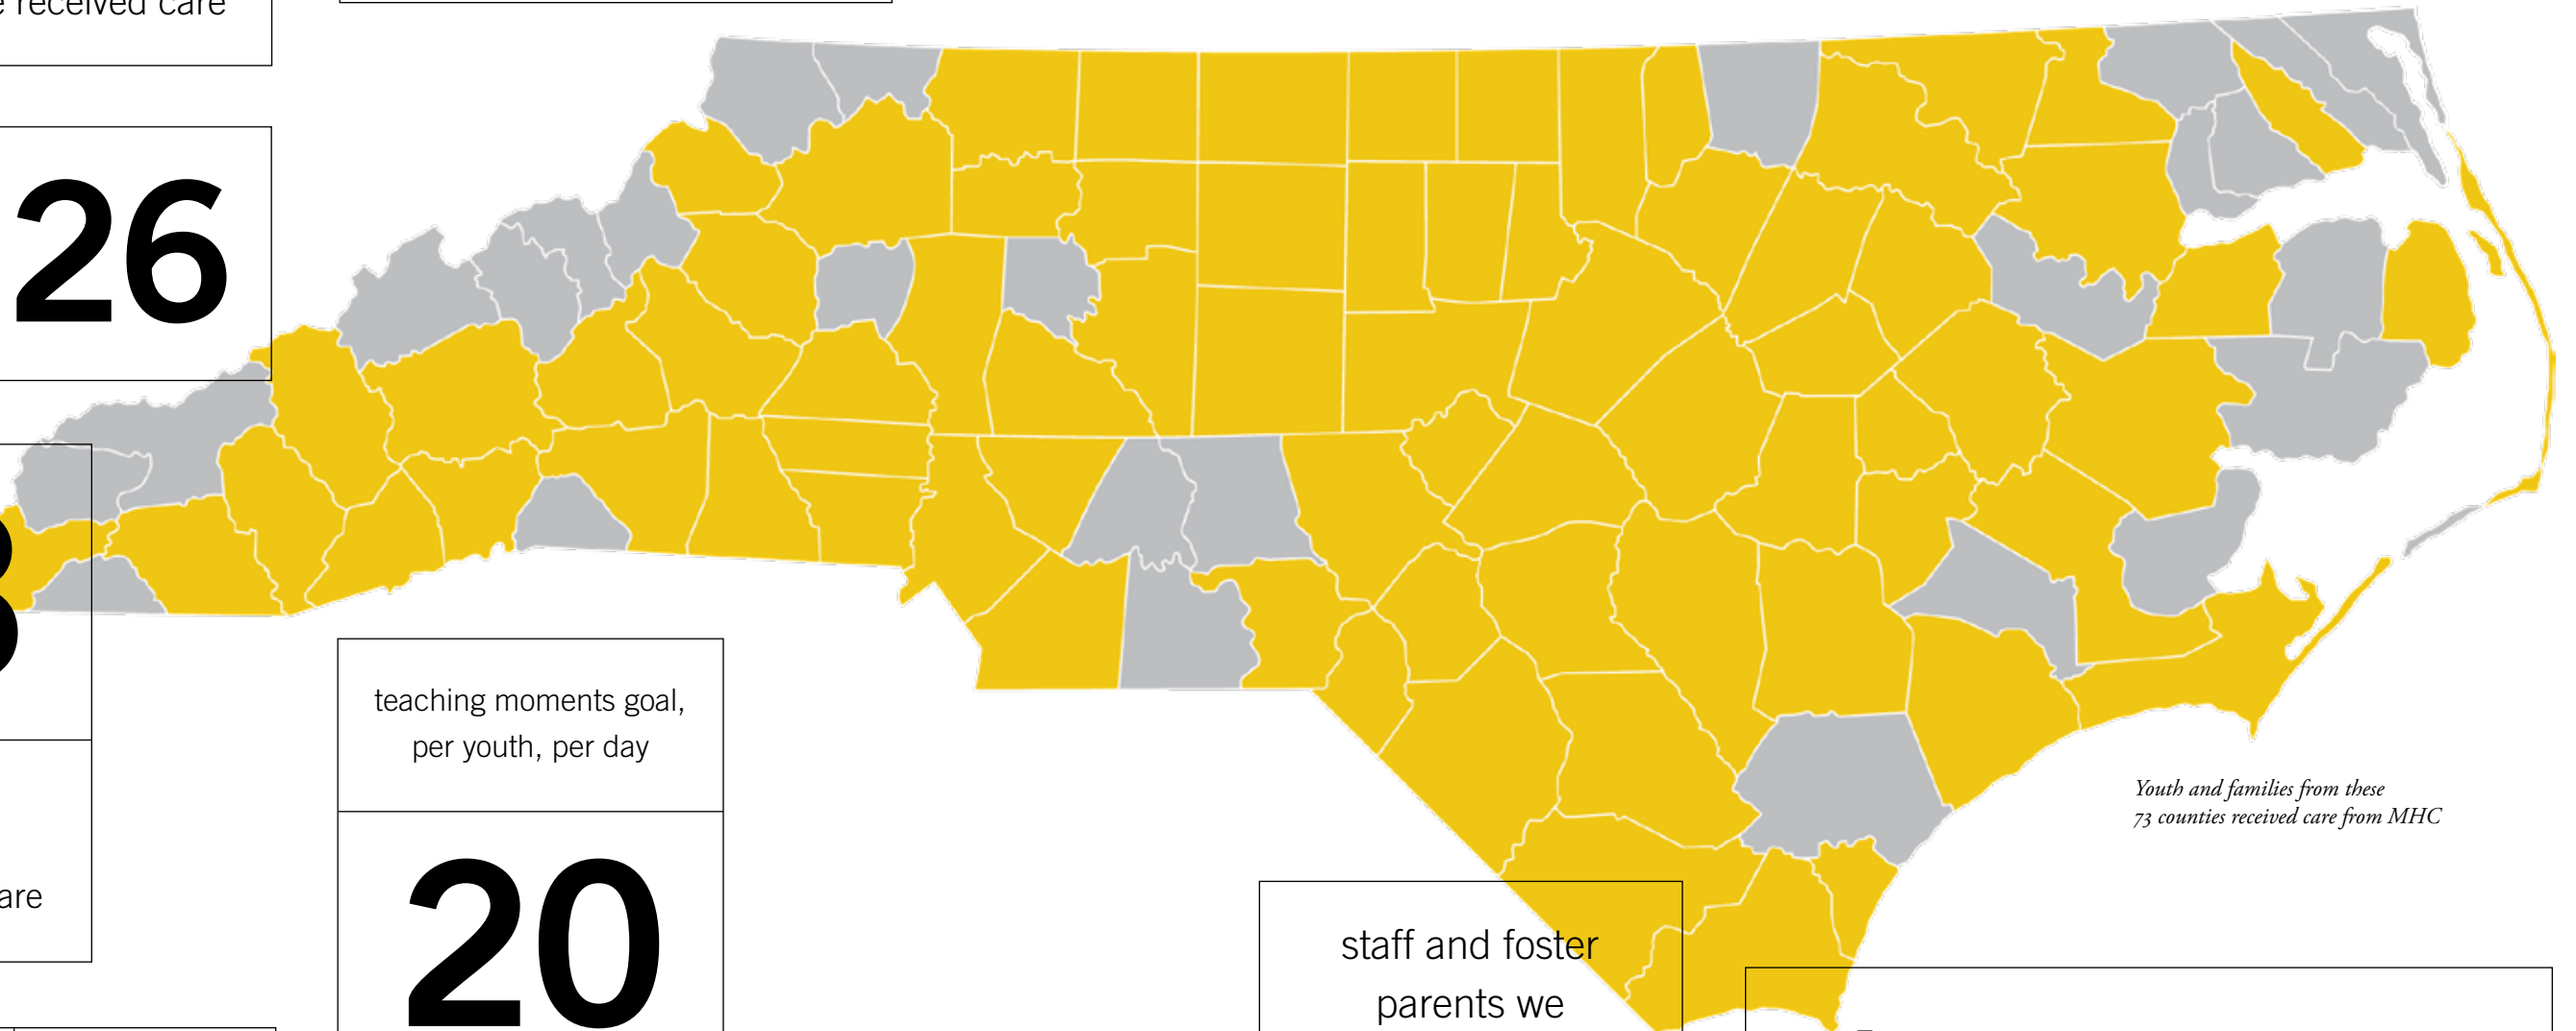 received care
26
are
teaching moments goal,
per youth, per day
20
Youth and families from these
73 counties received care from MHC
staff and foster
parents we